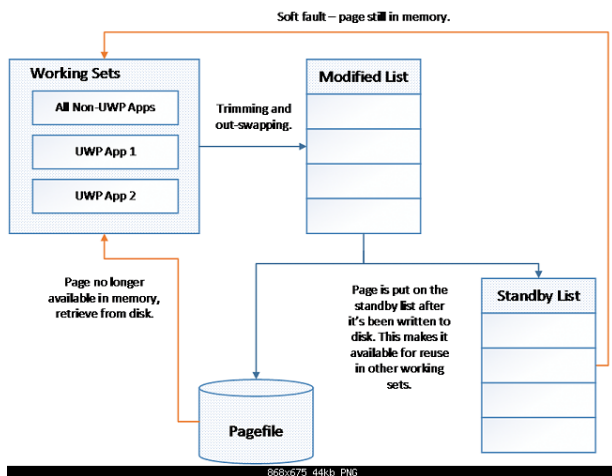 Soft fault – page still in memory.
Working Sets
All Non-UWP Apps
UWP App 1
UWP App 2
Trimming and
out-swapping.
Modified List
Page no longer
available in memory,
retrieve from disk.
Page is put on the
standby list after
it's been written to
disk. This makes it
available for reuse
in other working
sets.
Standby List
Pagefile
868x675 44kb PNG